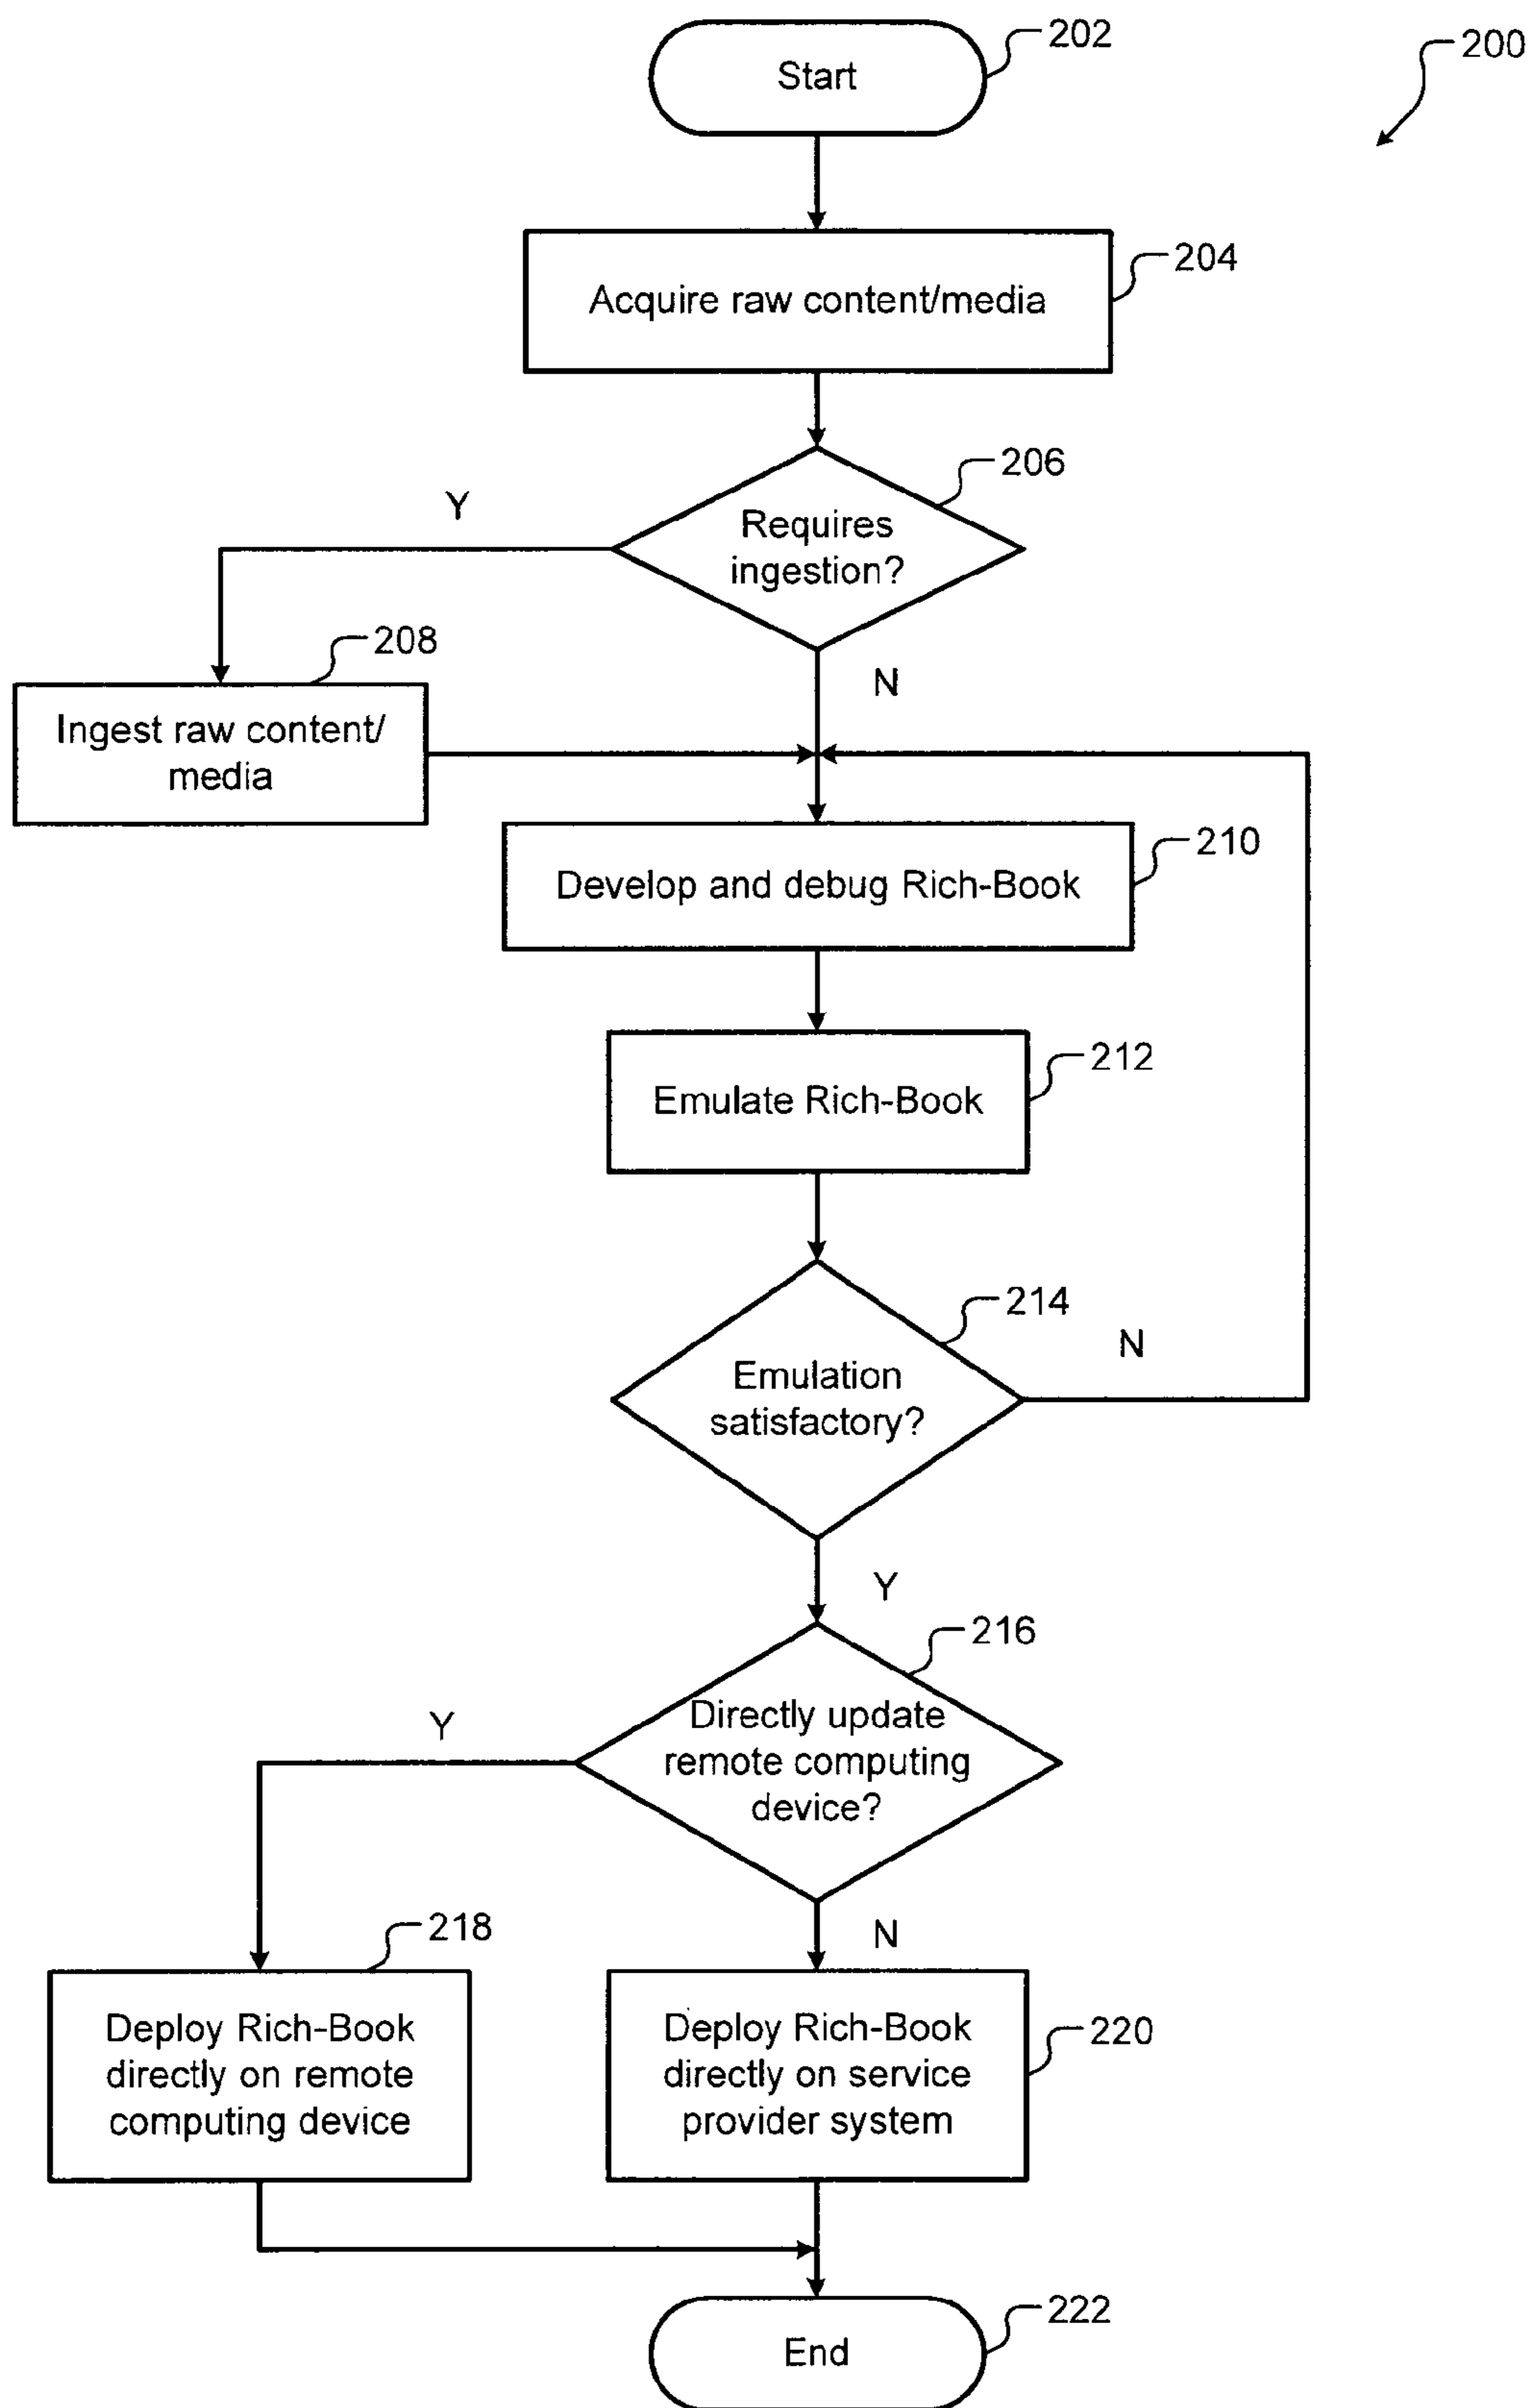 Start
202
200
Acquire raw content/media
204
206
Requires
ingestion?
Y
N
208
Ingest raw content/
media
210
Develop and debug Rich-Book
212
Emulate Rich-Book
214
Emulation
satisfactory?
N
Y
216
Directly update
remote computing
device?
Y
N
218
Deploy Rich-Book
directly on remote
computing device
220
Deploy Rich-Book
directly on service
provider system
222
End